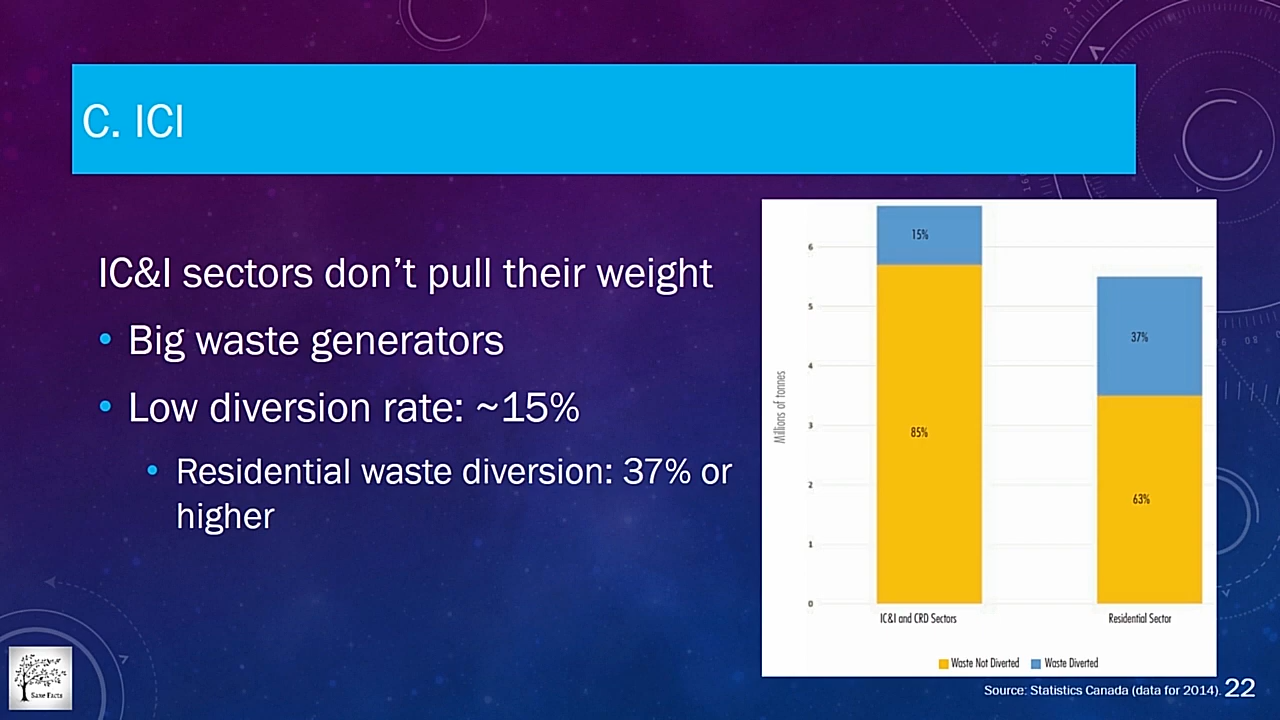 C. ICI
IC&I sectors don't pull their weight
• Big waste generators
• Low diversion rate: ~15%
• Residential waste diversion: 37% or
higher
Millions of tonnes
6
5
4
3
2
1
0
15%
85%
37%
63%
IC&I and CRD Sectors
Residential Sector
Waste Not Diverted
Waste Diverted
Source: Statistics Canada (data for 2014).
22
Sane Facts
200